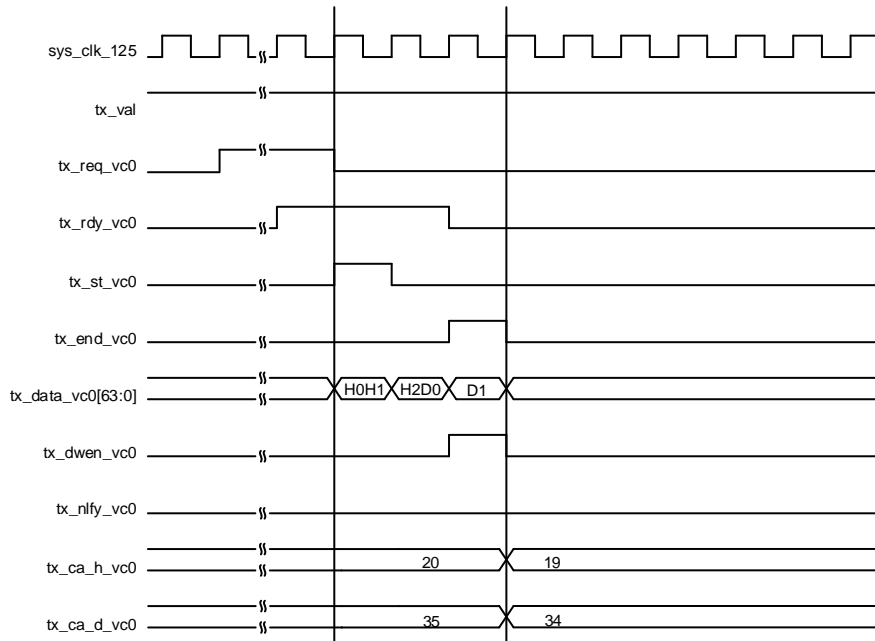 sys_clk_125
tx_val
tx_req_vc0
tx_rdy_vc0
tx_st_vc0
tx_end_vc0
tx_data_vc0[63:0] H0H1 H2D0 D1
tx_dwen_vc0
tx_nlfy_vc0
tx_ca_h_vc0 20 19
tx_ca_d_vc0 35 34